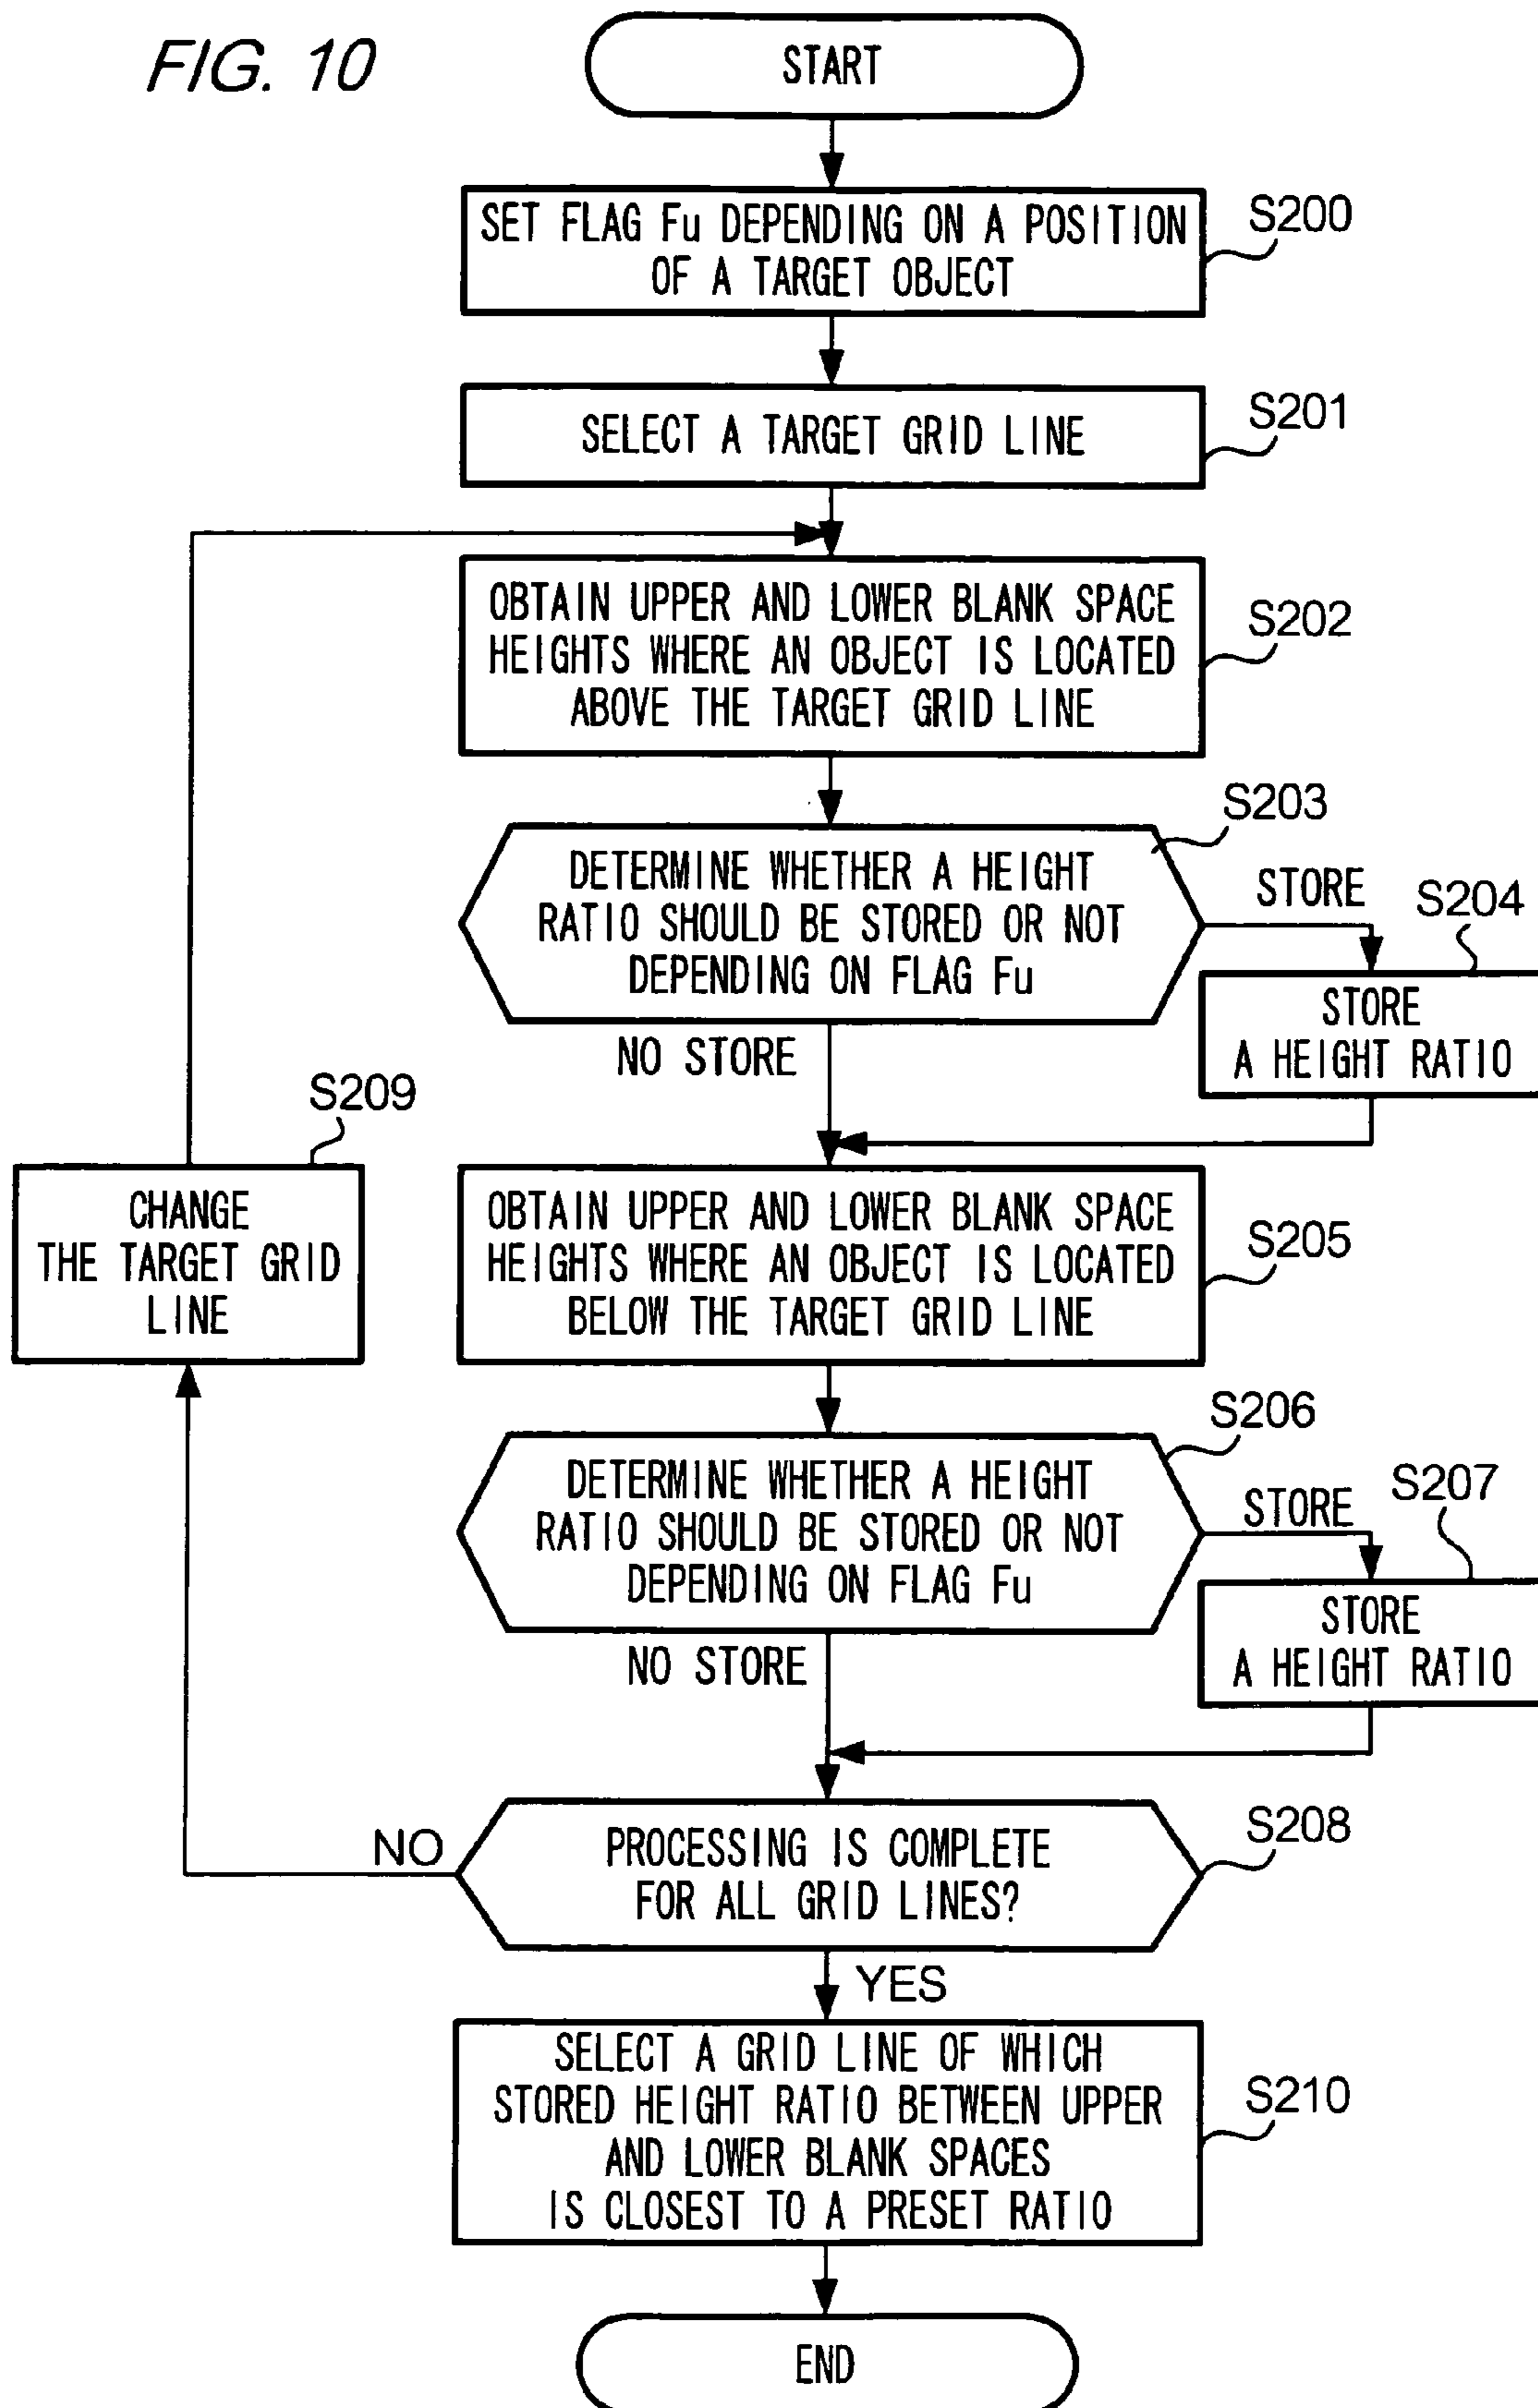 FIG. 10
START
SET FLAG Fu DEPENDING ON A POSITION
OF A TARGET OBJECT
S200
SELECT A TARGET GRID LINE
S201
OBTAIN UPPER AND LOWER BLANK SPACE
HEIGHTS WHERE AN OBJECT IS LOCATED
ABOVE THE TARGET GRID LINE
S202
DETERMINE WHETHER A HEIGHT
RATIO SHOULD BE STORED OR NOT
DEPENDING ON FLAG Fu
S203
STORE
S204
STORE
A HEIGHT RATIO
NO STORE
S209
CHANGE
THE TARGET GRID
LINE
OBTAIN UPPER AND LOWER BLANK SPACE
HEIGHTS WHERE AN OBJECT IS LOCATED
BELOW THE TARGET GRID LINE
S205
DETERMINE WHETHER A HEIGHT
RATIO SHOULD BE STORED OR NOT
DEPENDING ON FLAG Fu
S206
STORE
S207
STORE
A HEIGHT RATIO
NO STORE
NO
PROCESSING IS COMPLETE
FOR ALL GRID LINES?
S208
YES
SELECT A GRID LINE OF WHICH
STORED HEIGHT RATIO BETWEEN UPPER
AND LOWER BLANK SPACES
IS CLOSEST TO A PRESET RATIO
S210
END